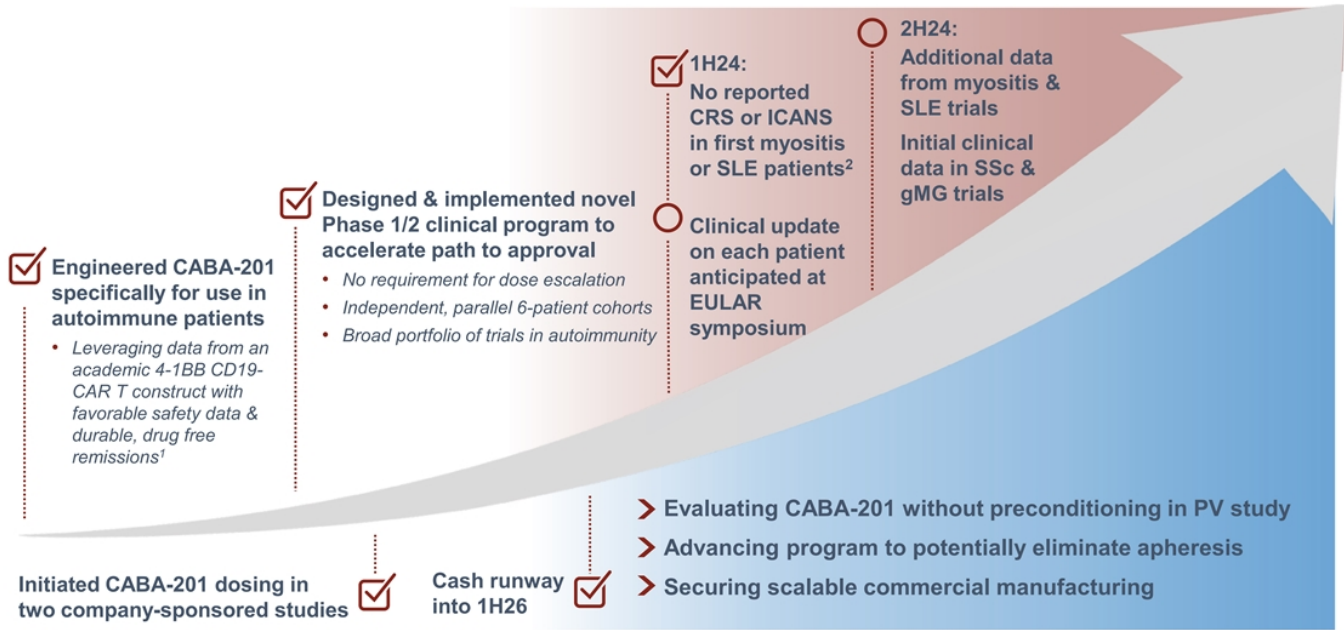 Engineered CABA-201
specifically for use in
autoimmune patients
• Leveraging data from an
academic 4-1BB CD19-
CAR T construct with
favorable safety data &
durable, drug free
remissions¹
Designed & implemented novel
Phase 1/2 clinical program to
accelerate path to approval
• No requirement for dose escalation
• Independent, parallel 6-patient cohorts
• Broad portfolio of trials in autoimmunity
1H24:
No reported
CRS or ICANS
in first myositis
or SLE patients²
Clinical update
on each patient
anticipated at
EULAR
symposium
2H24:
Additional data
from myositis &
SLE trials
Initial clinical
data in SSc &
gMG trials
Initiated CABA-201 dosing in
two company-sponsored studies
Cash runway
into 1H26
Evaluating CABA-201 without preconditioning in PV study
Advancing program to potentially eliminate apheresis
Securing scalable commercial manufacturing